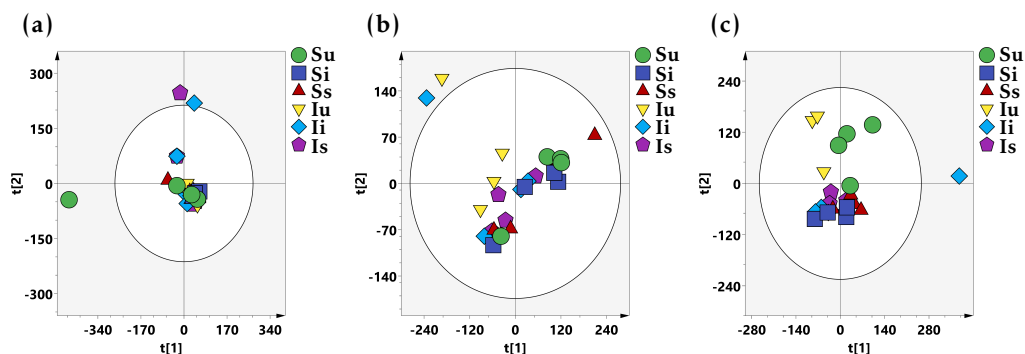 (a)
300
150
0
-150
-300
t[2]
-340 -170 0 170 340
t[1]
Su
Si
Ss
Iu
Ii
Is
(b)
140
70
0
-70
-140
t[2]
-240 -120 0 120 240
t[1]
Su
Si
Ss
Iu
Ii
Is
(c)
240
120
0
-120
-240
t[2]
-280 -140 0 140 280
t[1]
Su
Si
Ss
Iu
Ii
Is